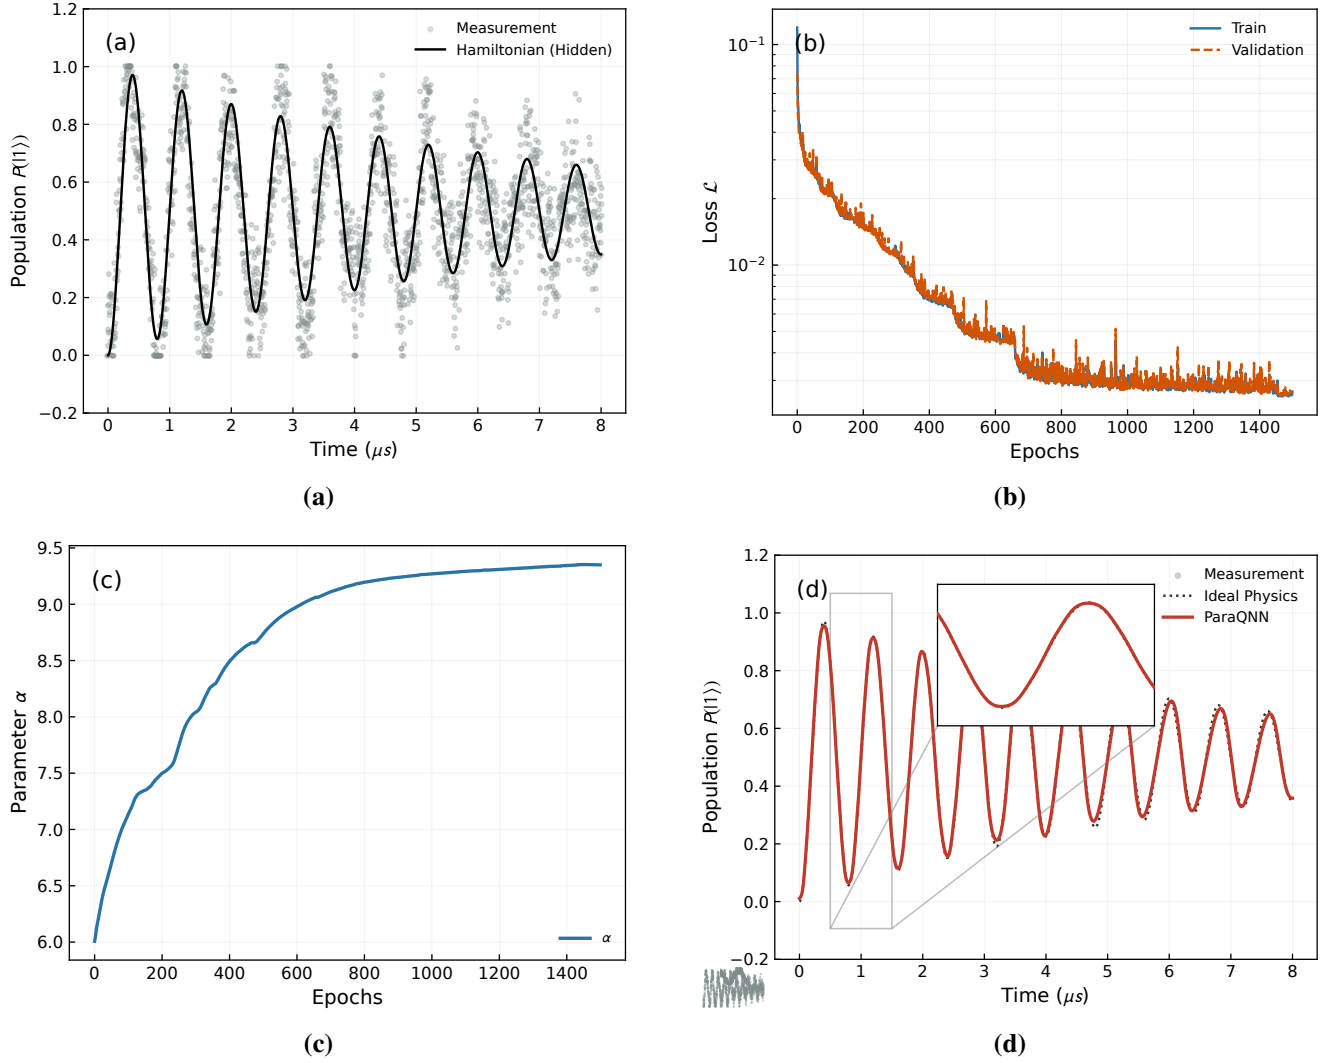 (a)
Measurement
Hamiltonian (Hidden)
Population P(|1⟩)
1.0
0.8
0.6
0.4
0.2
0.0
−0.2
0 1 2 3 4 5 6 7 8
Time (μs)
(a)
(b)
Train
Validation
Loss ℒ
10⁻¹
10⁻²
0 200 400 600 800 1000 1200 1400
Epochs
(b)
(c)
Parameter α
9.5
9.0
8.5
8.0
7.5
7.0
6.5
6.0
α
0 200 400 600 800 1000 1200 1400
Epochs
(c)
(d)
Measurement
Ideal Physics
ParaQNN
Population P(|1⟩)
1.2
1.0
0.8
0.6
0.4
0.2
0.0
−0.2
0 1 2 3 4 5 6 7 8
Time (μs)
(d)